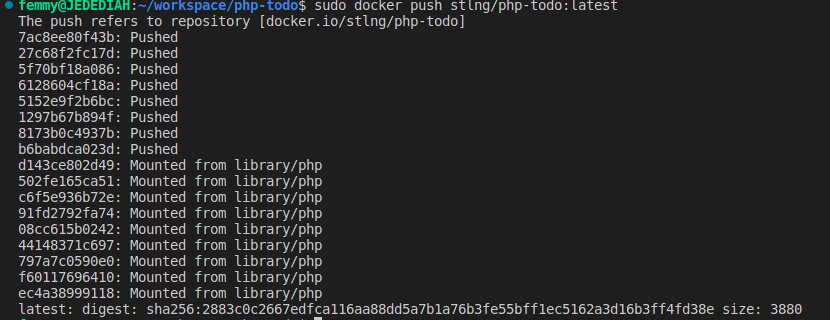 femmy@JEDEDIAH:~/workspace/php-todo$ sudo docker push stlng/php-todo:latest
The push refers to repository [docker.io/stlng/php-todo]
7ac8ee80f43b: Pushed
27c68f2fc17d: Pushed
5f70bf18a086: Pushed
6128604cf18a: Pushed
5152e9f2b6bc: Pushed
1297b67b894f: Pushed
8173b0c4937b: Pushed
b6babdca023d: Pushed
d143ce802d49: Mounted from library/php
502fe165ca51: Mounted from library/php
c6f5e936b72e: Mounted from library/php
91fd2792fa74: Mounted from library/php
08cc615b0242: Mounted from library/php
44148371c697: Mounted from library/php
797a7c0590e0: Mounted from library/php
f60117696410: Mounted from library/php
ec4a38999118: Mounted from library/php
latest: digest: sha256:2883c0c2667edfca116aa88dd5a7b1a76b3fe55bff1ec5162a3d16b3ff4fd38e size: 3880